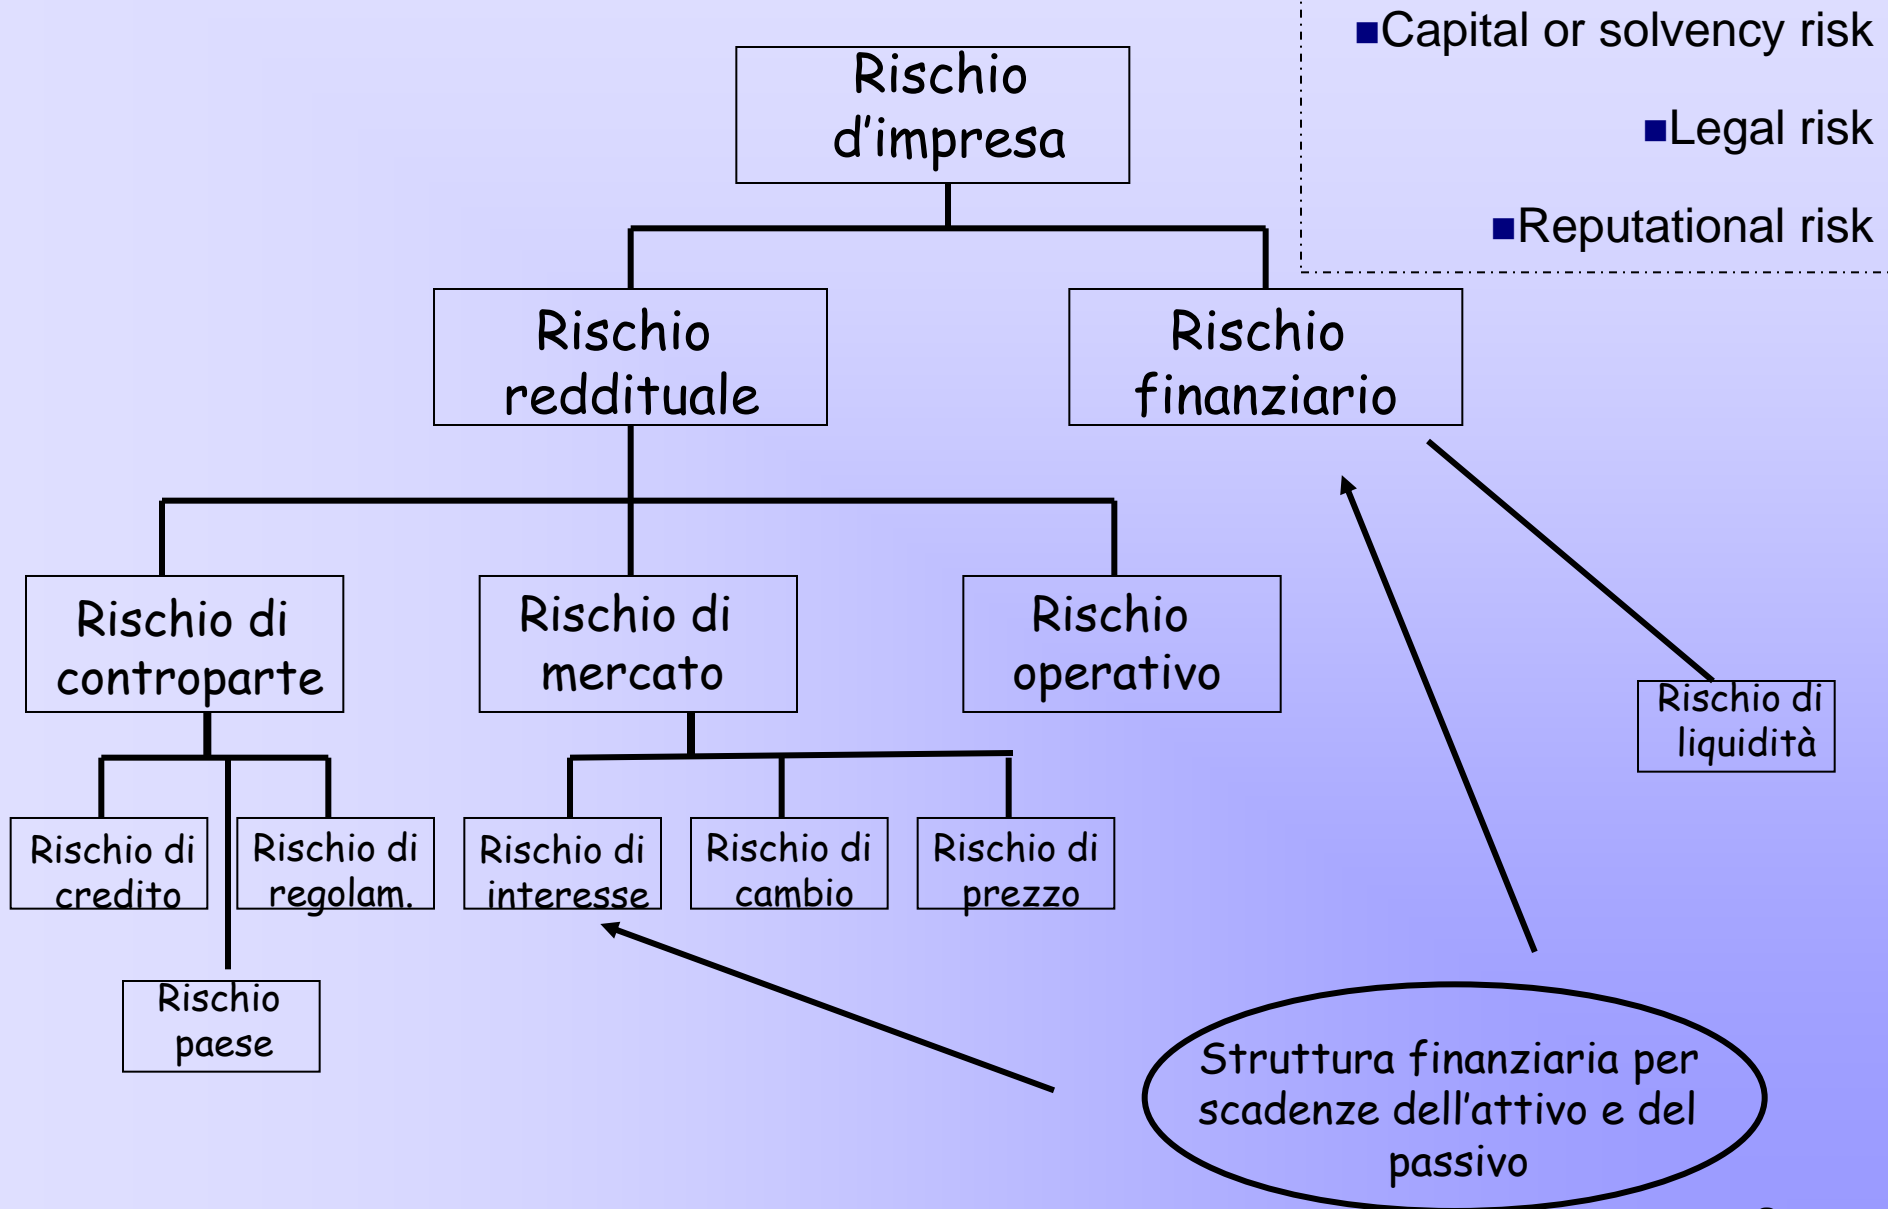 ■Capital or solvency risk
■Legal risk
■Reputational risk
Rischio
d'impresa
Rischio
reddituale
Rischio
finanziario
Rischio di
controparte
Rischio di
mercato
Rischio
operativo
Rischio di
liquidità
Rischio di
credito
Rischio di
regolam.
Rischio di
interesse
Rischio di
cambio
Rischio di
prezzo
Rischio
paese
Struttura finanziaria per
scadenze dell'attivo e del
passivo